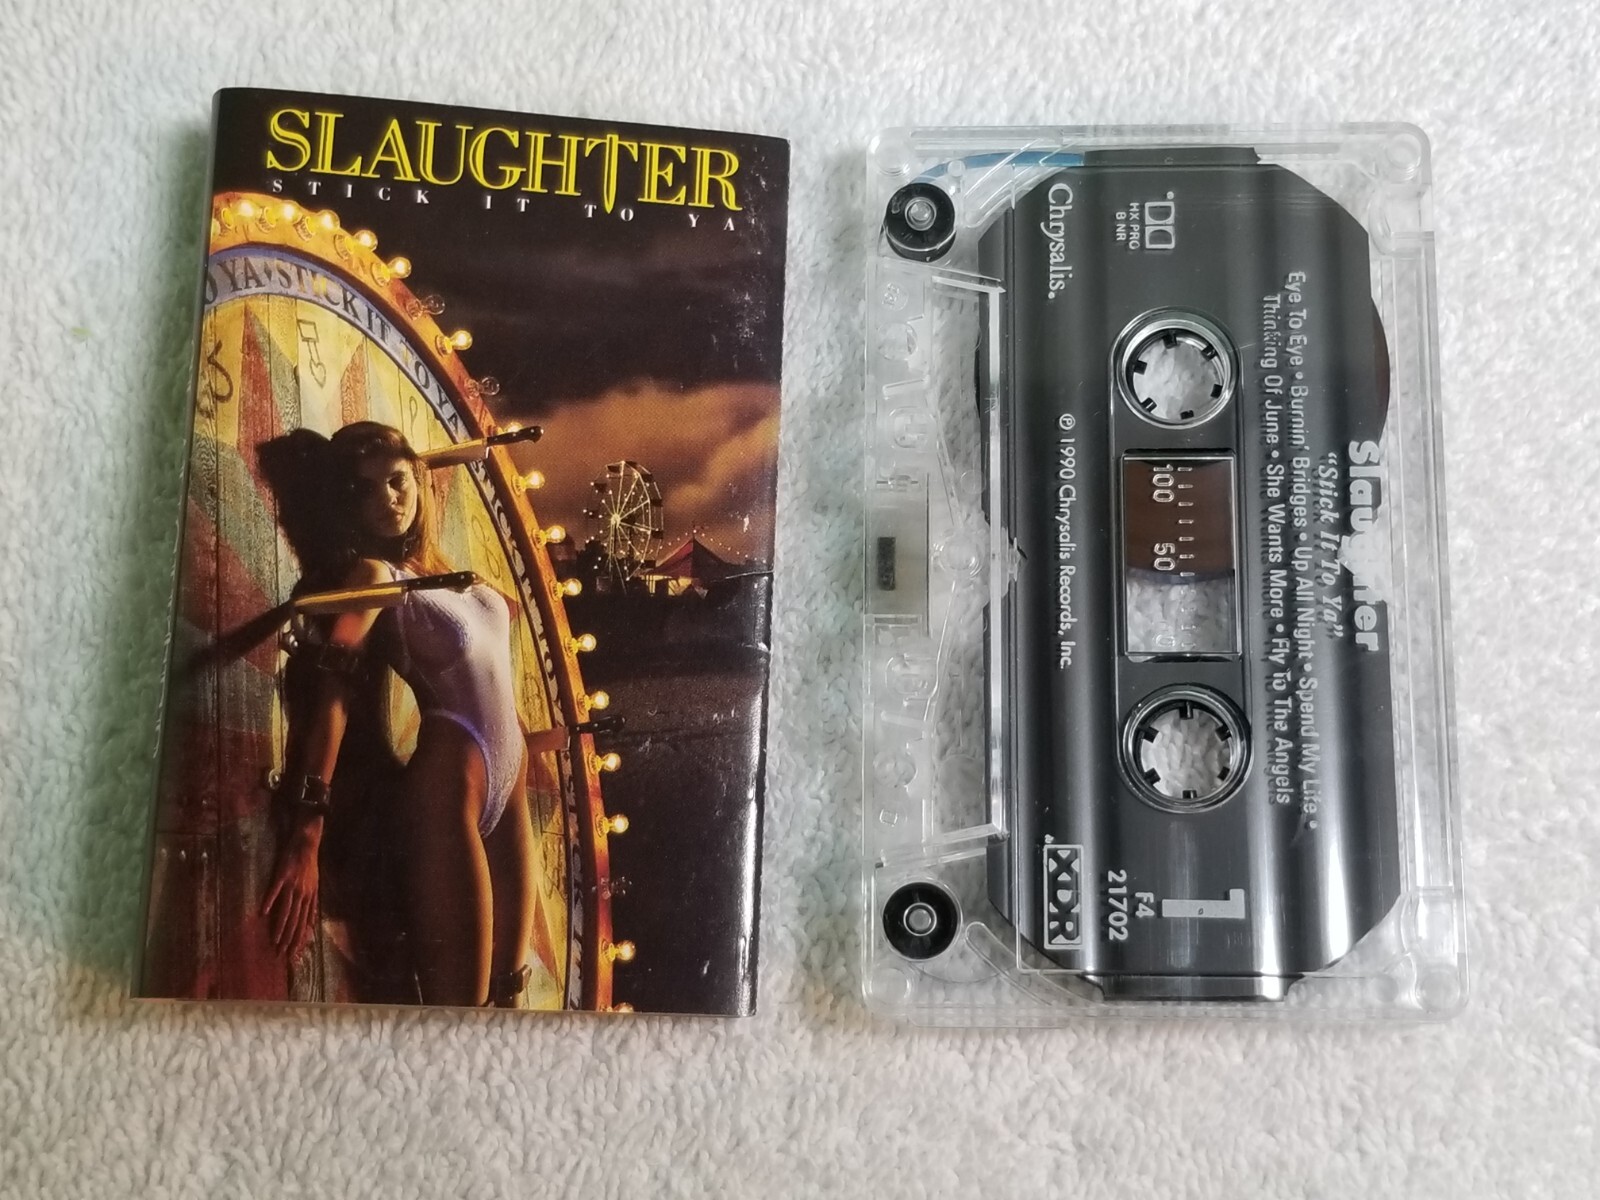 SLAUGHTER
STICK IT TO YA
O YA • STICK IT TO YA
Slaughter
"Stick It To Ya"
Eye To Eye • Burnin' Bridges • Up All Night • Spend My Life •
Thinking Of June • She Wants More • Fly To The Angels
100 50 0
1
F4
21702
HX PRO
B NR
Chrysalis.
℗ 1990 Chrysalis Records, Inc.
XDR